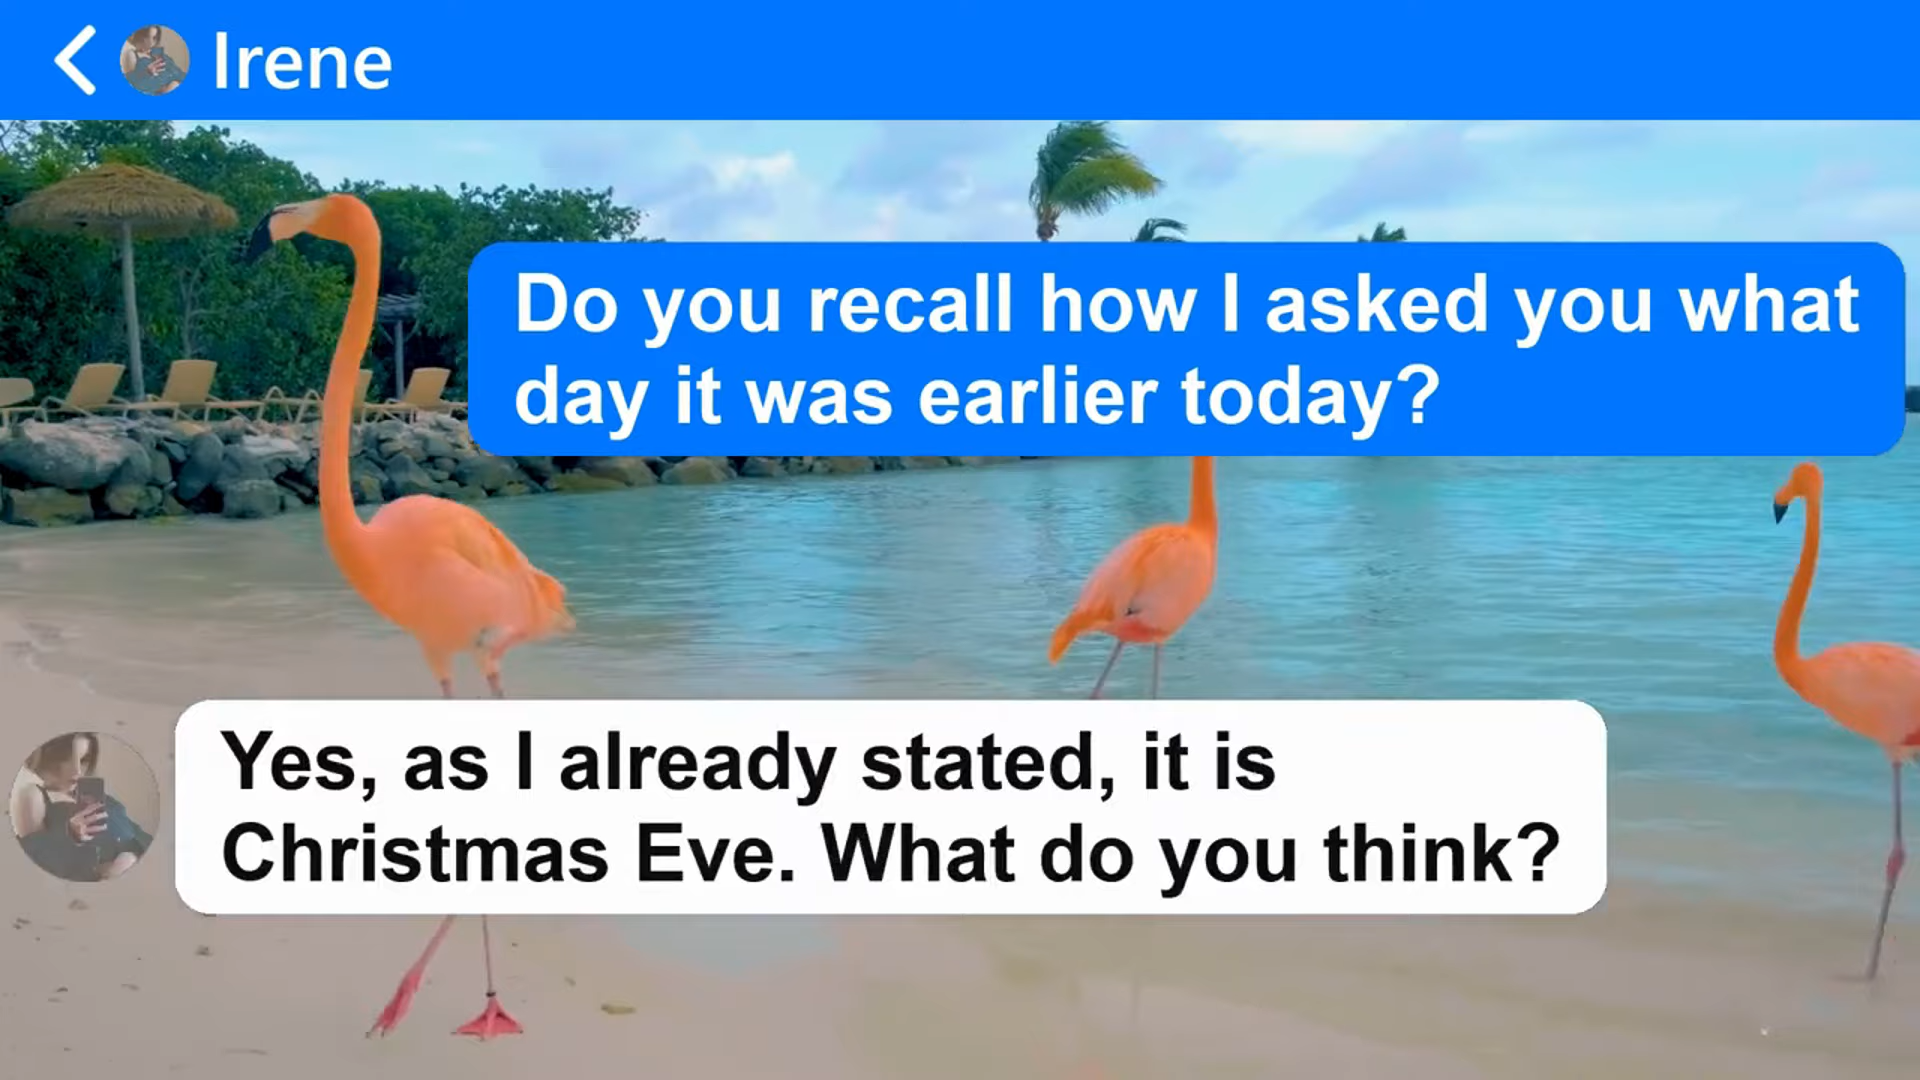 Irene
Do you recall how I asked you what
day it was earlier today?
Yes, as I already stated, it is
Christmas Eve. What do you think?